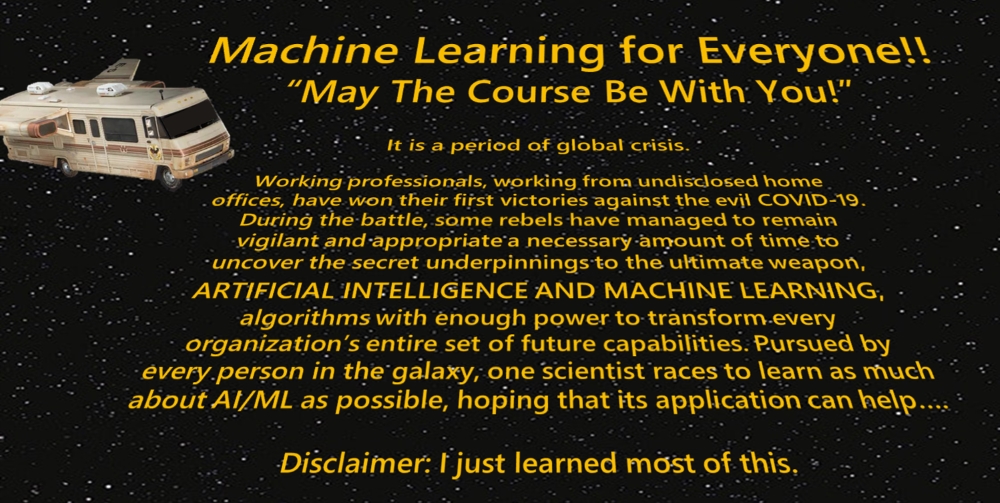 Machine Learning for Everyone!!
“May The Course Be With You!”
It is a period of global crisis.
Working professionals, working from undisclosed home
offices, have won their first victories against the evil COVID-19.
During the battle, some rebels have managed to remain
vigilant and appropriate a necessary amount of time to
uncover the secret underpinnings to the ultimate weapon,
ARTIFICIAL INTELLIGENCE AND MACHINE LEARNING,
algorithms with enough power to transform every
organization’s entire set of future capabilities. Pursued by
every person in the galaxy, one scientist races to learn as much
about AI/ML as possible, hoping that its application can help....
Disclaimer: I just learned most of this.